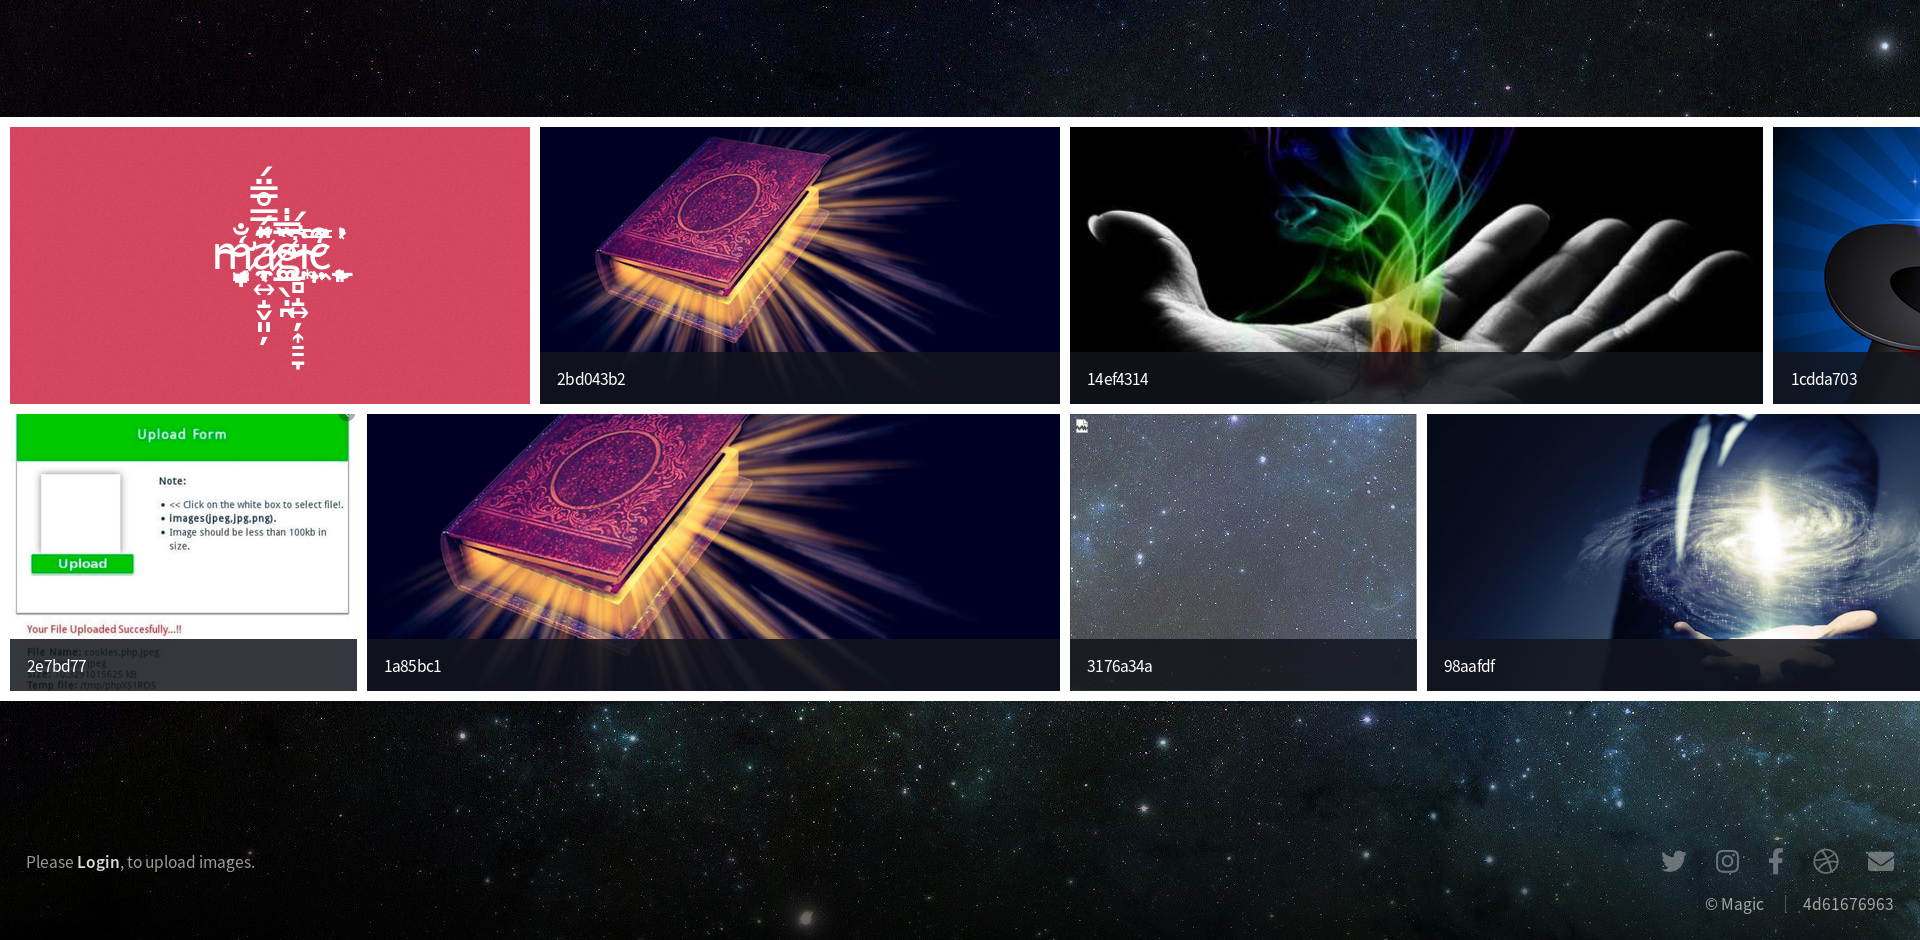 magic
2bd043b2
14ef4314
1cdda703
Upload Form
Note:
<< Click on the white box to select file!.
images(jpeg,jpg,png).
Image should be less than 100kb in
size.
Upload
Your File Uploaded Succesfully...!!
File Name: cookies.php.jpeg
Size: 10.3291015625 kB
Temp file: /tmp/phpXS1ROS
2e7bd77
1a85bc1
3176a34a
98aafdf
Please Login, to upload images.
© Magic
4d61676963